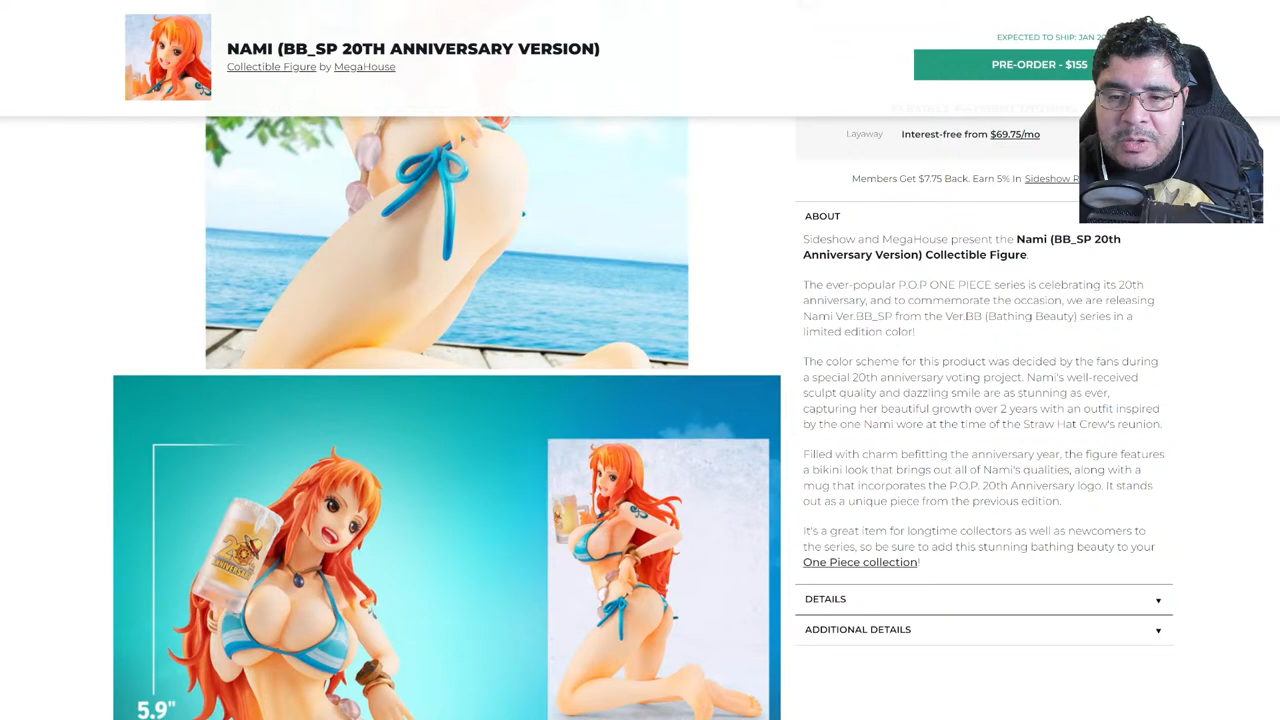 NAMI (BB_SP 20TH ANNIVERSARY VERSION)
Collectible Figure by MegaHouse
EXPECTED TO SHIP: JAN 20
PRE-ORDER - $155
Layaway
Interest-free from $69.75/mo
Members Get $7.75 Back. Earn 5% In Sideshow R
ABOUT
Sideshow and MegaHouse present the Nami (BB_SP 20th
Anniversary Version) Collectible Figure.
The ever-popular P.O.P ONE PIECE series is celebrating its 20th
anniversary, and to commemorate the occasion, we are releasing
Nami Ver.BB_SP from the Ver.BB (Bathing Beauty) series in a
limited edition color!
The color scheme for this product was decided by the fans during
a special 20th anniversary voting project. Nami's well-received
sculpt quality and dazzling smile are as stunning as ever,
capturing her beautiful growth over 2 years with an outfit inspired
by the one Nami wore at the time of the Straw Hat Crew's reunion.
Filled with charm befitting the anniversary year, the figure features
a bikini look that brings out all of Nami's qualities, along with a
mug that incorporates the P.O.P. 20th Anniversary logo. It stands
out as a unique piece from the previous edition.
It's a great item for longtime collectors as well as newcomers to
the series, so be sure to add this stunning bathing beauty to your
One Piece collection!
DETAILS
ADDITIONAL DETAILS
20
ANNIVERSARY
5.9"